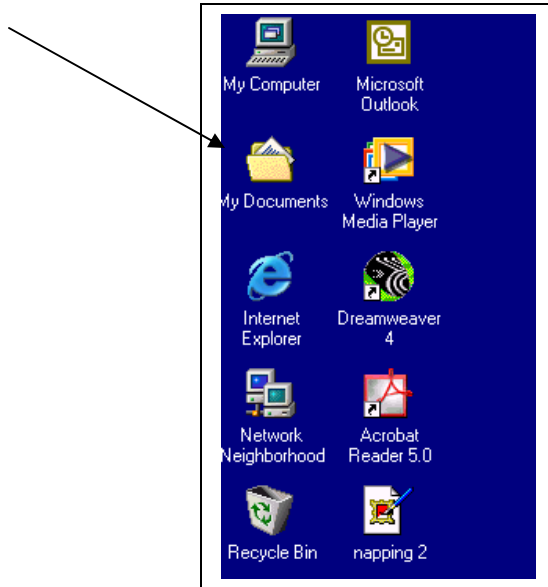 My Computer
Microsoft
Outlook
My Documents
Windows
Media Player
Internet
Explorer
Dreamweaver
4
Network
Neighborhood
Acrobat
Reader 5.0
Recycle Bin
napping 2